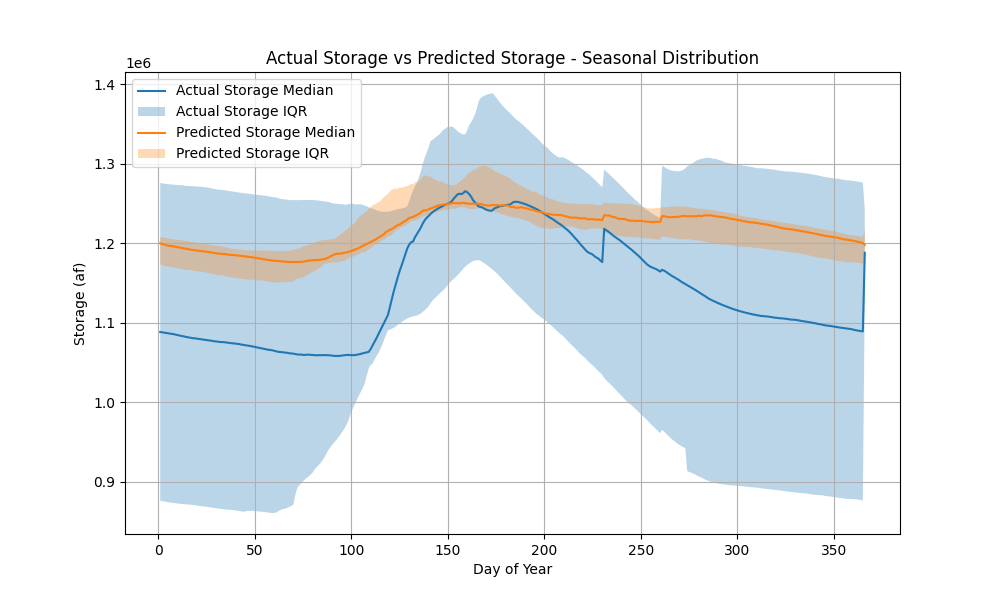 Actual Storage vs Predicted Storage - Seasonal Distribution
1e6
Actual Storage Median
Actual Storage IQR
Predicted Storage Median
Predicted Storage IQR
1.4
1.3
1.2
1.1
1.0
0.9
Storage (af)
0 50 100 150 200 250 300 350
Day of Year